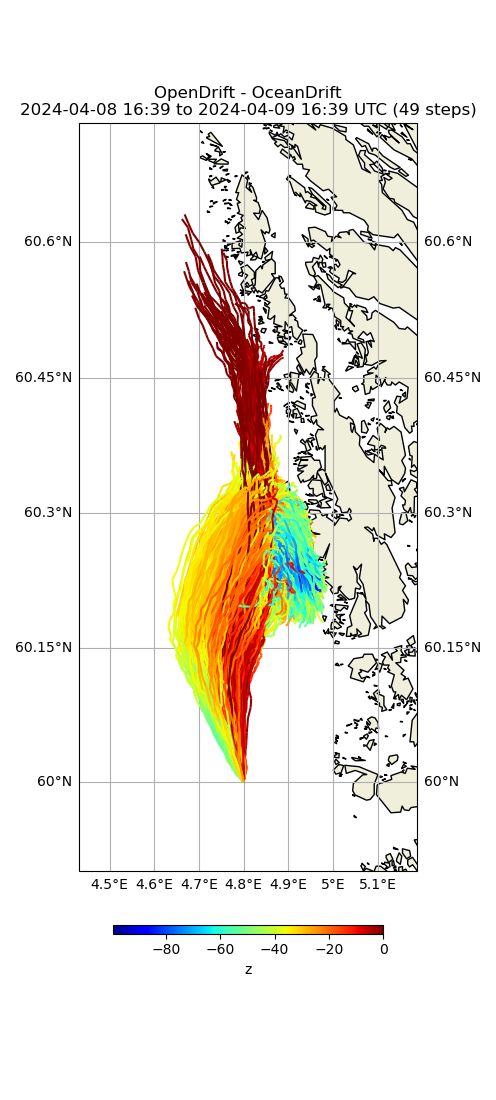 OpenDrift - OceanDrift
2024-04-08 16:39 to 2024-04-09 16:39 UTC (49 steps)
60.6°N 60.6°N
60.45°N 60.45°N
60.3°N 60.3°N
60.15°N 60.15°N
60°N 60°N
4.5°E 4.6°E 4.7°E 4.8°E 4.9°E 5°E 5.1°E
−80 −60 −40 −20 0
z